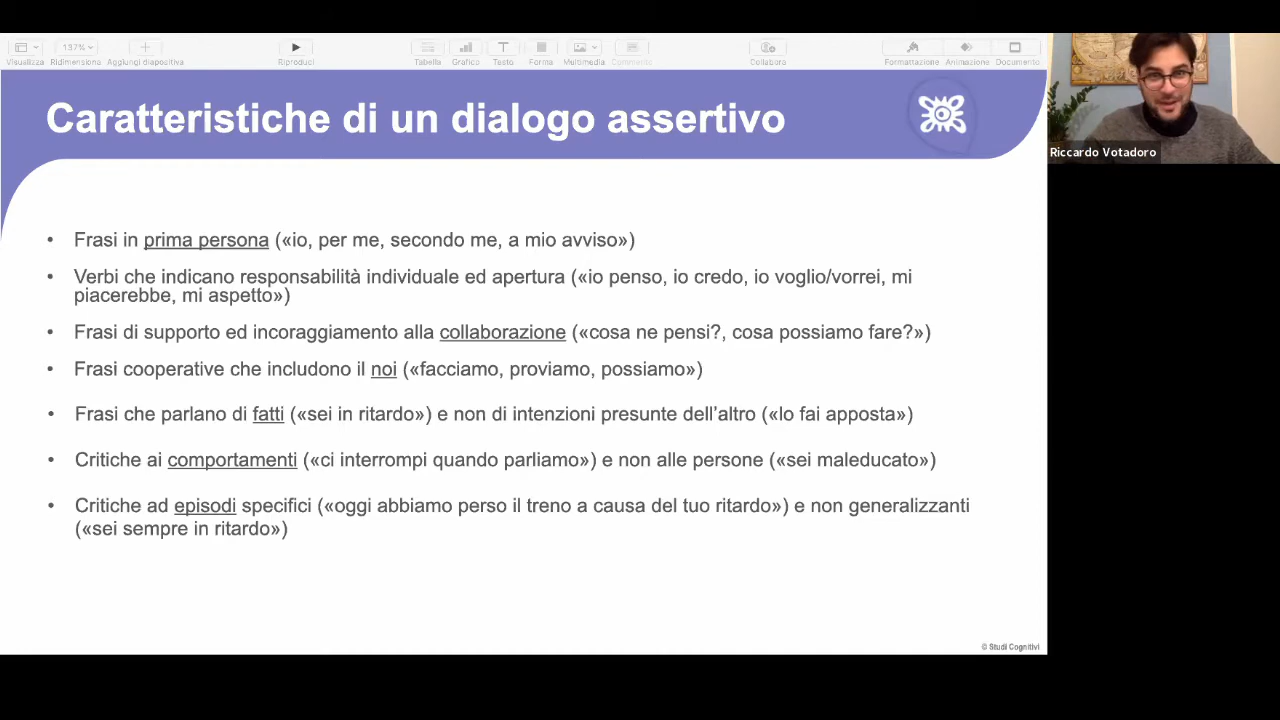 137%
Visualizza Ridimensiona Aggiungi diapositiva Riproduci Tabella Grafico Testo Forma Multimedia Commento Collabora Formattazione Animazione Documento
Caratteristiche di un dialogo assertivo
Riccardo Votadoro
• Frasi in prima persona («io, per me, secondo me, a mio avviso»)
• Verbi che indicano responsabilità individuale ed apertura («io penso, io credo, io voglio/vorrei, mi
piacerebbe, mi aspetto»)
• Frasi di supporto ed incoraggiamento alla collaborazione («cosa ne pensi?, cosa possiamo fare?»)
• Frasi cooperative che includono il noi («facciamo, proviamo, possiamo»)
• Frasi che parlano di fatti («sei in ritardo») e non di intenzioni presunte dell'altro («lo fai apposta»)
• Critiche ai comportamenti («ci interrompi quando parliamo») e non alle persone («sei maleducato»)
• Critiche ad episodi specifici («oggi abbiamo perso il treno a causa del tuo ritardo») e non generalizzanti
(«sei sempre in ritardo»)
© Studi Cognitivi